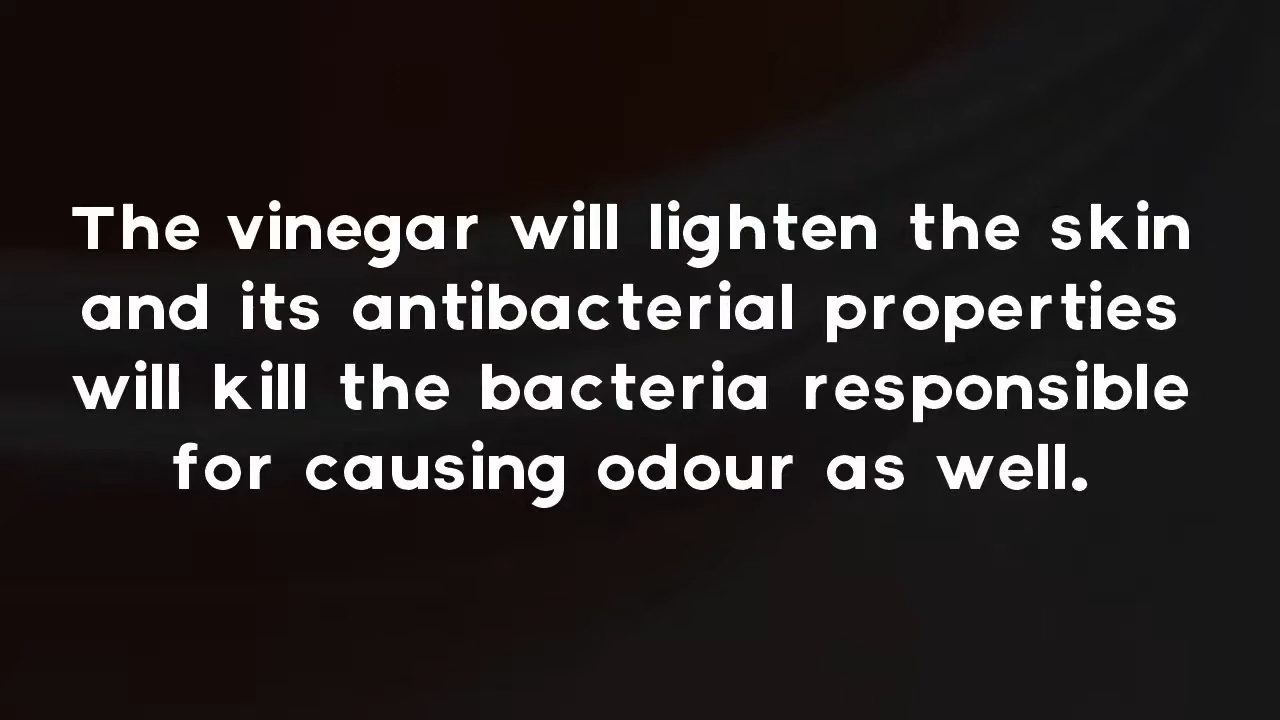 The vinegar will lighten the skin
and its antibacterial properties
will kill the bacteria responsible
for causing odour as well.